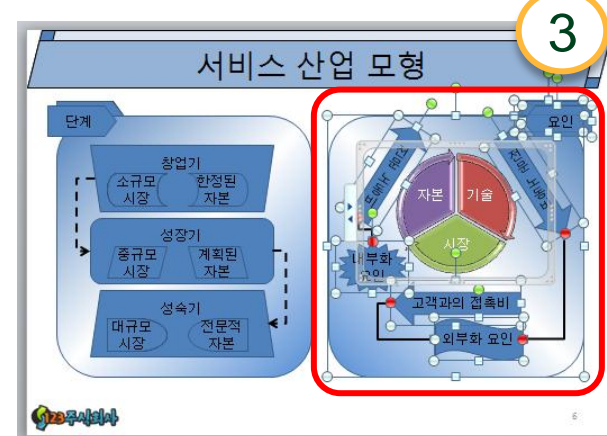 3
서비스 산업 모형
단계
창업기
소규모
시장
한정된
자본
성장기
중규모
시장
계획된
자본
성숙기
대규모
시장
전문적
자본
요인
자본
기술
시장
내부화
요인
고객과의 접촉비
외부화 요인
123주식회사
6